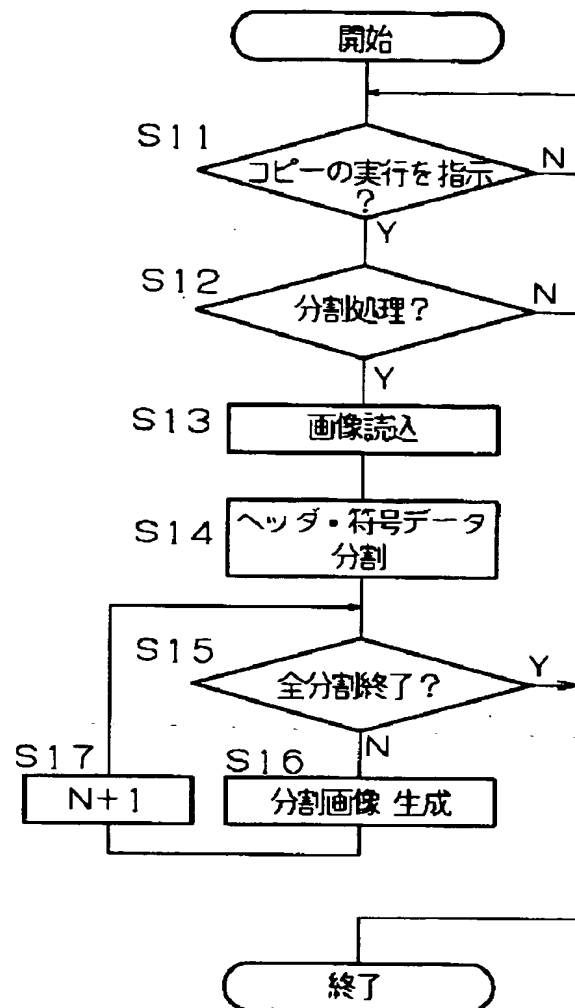 開始
S11
コピーの実行を指示
?
N
Y
S12
分割処理?
N
Y
S13
画像読込
S14
ヘッダ・符号データ
分割
S15
全分割終了?
Y
N
S17
N+1
S16
分割画像 生成
終了